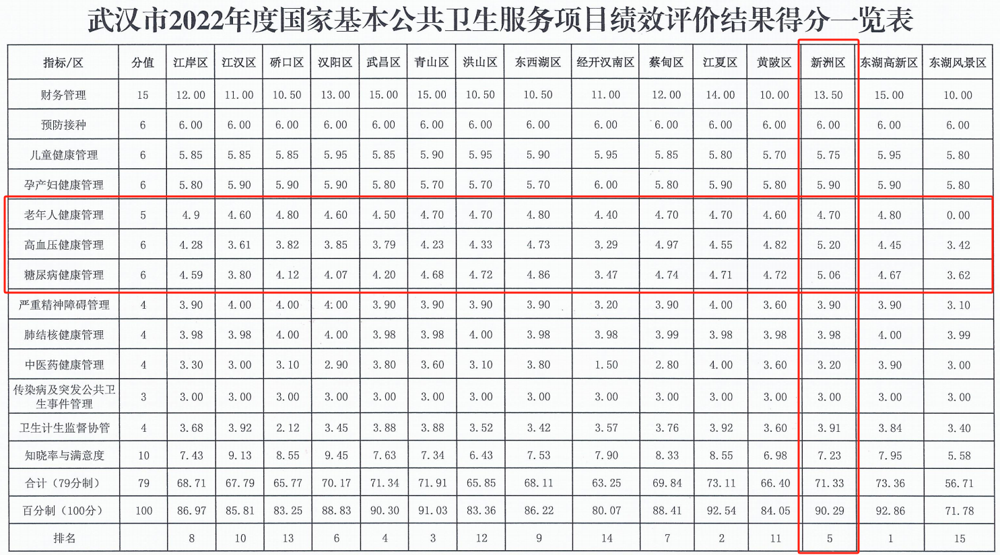 武汉市2022年度国家基本公共卫生服务项目绩效评价结果得分一览表
指标/区 分值 江岸区 江汉区 硚口区 汉阳区 武昌区 青山区 洪山区 东西湖区 经开汉南区 蔡甸区 江夏区 黄陂区 新洲区 东湖高新区 东湖风景区
财务管理 15 12.00 11.00 10.50 13.00 15.00 15.00 10.50 10.50 11.00 12.00 14.00 10.00 13.50 15.00 10.00
预防接种 6 6.00 6.00 6.00 6.00 6.00 6.00 6.00 6.00 6.00 6.00 6.00 6.00 6.00 6.00 6.00
儿童健康管理 6 5.85 5.85 5.85 5.95 5.85 5.90 5.95 5.90 5.95 5.85 5.80 5.70 5.75 5.95 5.80
孕产妇健康管理 6 5.80 5.90 5.90 5.90 5.80 5.70 5.70 5.70 6.00 5.80 5.90 5.80 5.90 5.90 5.80
老年人健康管理 5 4.9 4.60 4.80 4.60 4.50 4.70 4.70 4.80 4.40 4.70 4.70 4.60 4.70 4.80 0.00
高血压健康管理 6 4.28 3.61 3.82 3.85 3.79 4.23 4.33 4.73 3.29 4.97 4.55 4.82 5.20 4.45 3.42
糖尿病健康管理 6 4.59 3.80 4.12 4.07 4.20 4.68 4.72 4.86 3.47 4.74 4.71 4.72 5.06 4.67 3.62
严重精神障碍管理 4 3.90 4.00 4.00 4.00 3.90 3.90 3.90 3.90 3.20 3.90 4.00 3.60 3.90 3.90 3.10
肺结核健康管理 4 3.98 3.98 4.00 4.00 3.98 3.98 4.00 3.98 3.98 3.99 3.98 3.98 3.98 4.00 3.99
中医药健康管理 4 3.30 3.00 3.10 2.90 3.80 3.60 3.10 3.80 1.50 2.80 4.00 3.60 3.20 3.90 3.00
传染病及突发公共卫
生事件管理 3 3.00 3.00 3.00 3.00 3.00 3.00 3.00 3.00 3.00 3.00 3.00 3.00 3.00 3.00 3.00
卫生计生监督协管 4 3.68 3.92 2.12 3.45 3.88 3.88 3.52 3.42 3.57 3.76 3.92 3.60 3.91 3.84 3.40
知晓率与满意度 10 7.43 9.13 8.55 9.45 7.63 7.34 6.43 7.53 7.90 8.33 8.55 6.98 7.23 7.95 5.58
合计（79分制） 79 68.71 67.79 65.77 70.17 71.34 71.91 65.85 68.11 63.25 69.84 73.11 66.40 71.33 73.36 56.71
百分制（100分） 100 86.97 85.81 83.25 88.83 90.30 91.03 83.36 86.22 80.07 88.41 92.54 84.05 90.29 92.86 71.78
排名 8 10 13 6 4 3 12 9 14 7 2 11 5 1 15